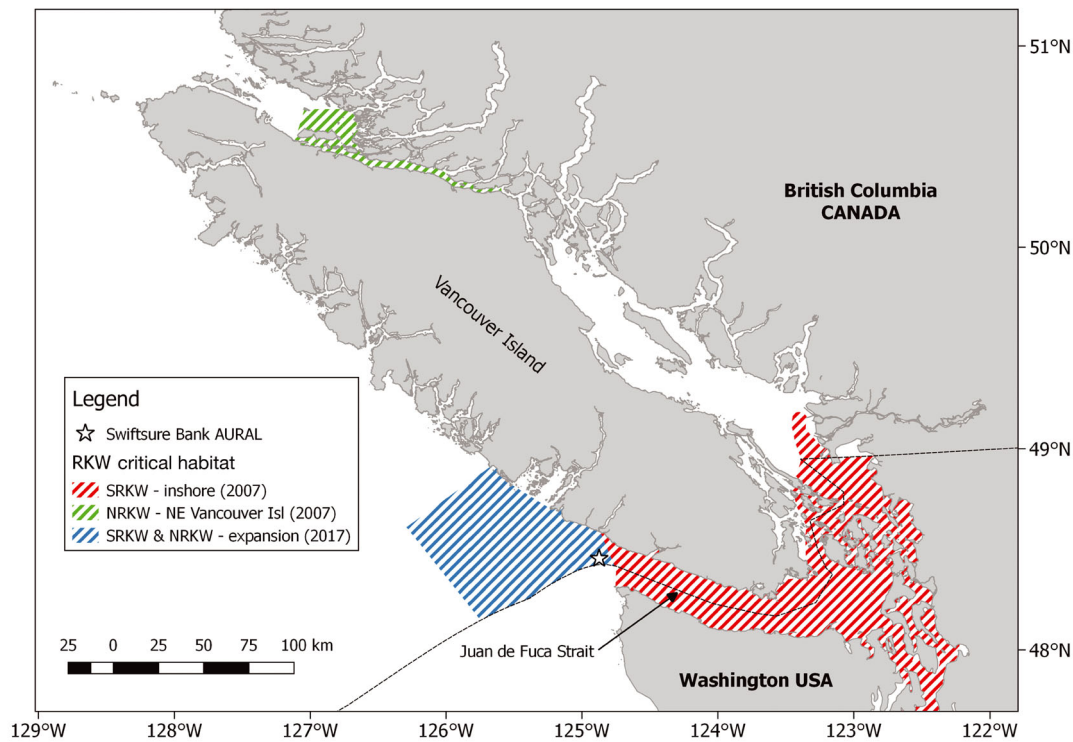 51°N
British Columbia
CANADA
50°N
Vancouver Island
Legend
Swiftsure Bank AURAL
RKW critical habitat
SRKW - inshore (2007)
NRKW - NE Vancouver Isl (2007)
SRKW & NRKW - expansion (2017)
49°N
Juan de Fuca Strait
25 0 25 50 75 100 km
48°N
Washington USA
129°W 128°W 127°W 126°W 125°W 124°W 123°W 122°W